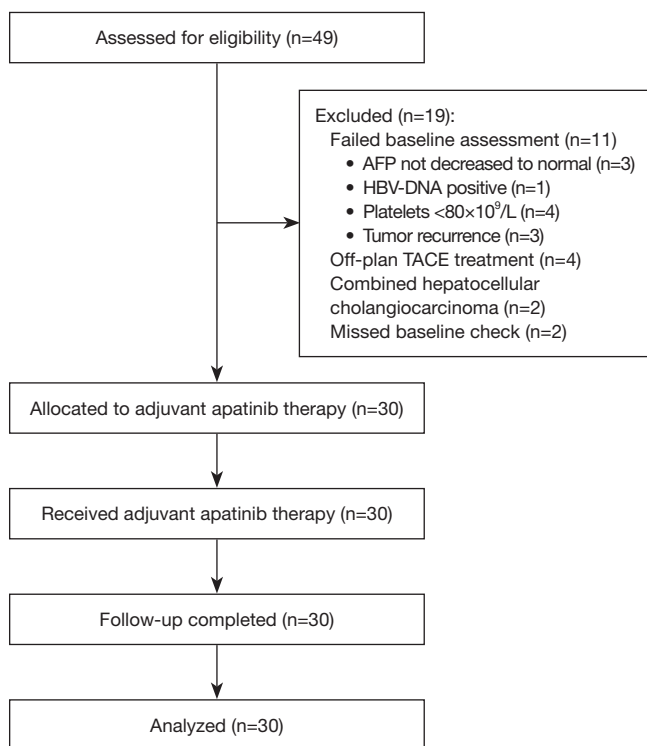 Assessed for eligibility (n=49)
Excluded (n=19):
Failed baseline assessment (n=11)
• AFP not decreased to normal (n=3)
• HBV-DNA positive (n=1)
• Platelets <80×10⁹/L (n=4)
• Tumor recurrence (n=3)
Off-plan TACE treatment (n=4)
Combined hepatocellular
cholangiocarcinoma (n=2)
Missed baseline check (n=2)
Allocated to adjuvant apatinib therapy (n=30)
Received adjuvant apatinib therapy (n=30)
Follow-up completed (n=30)
Analyzed (n=30)